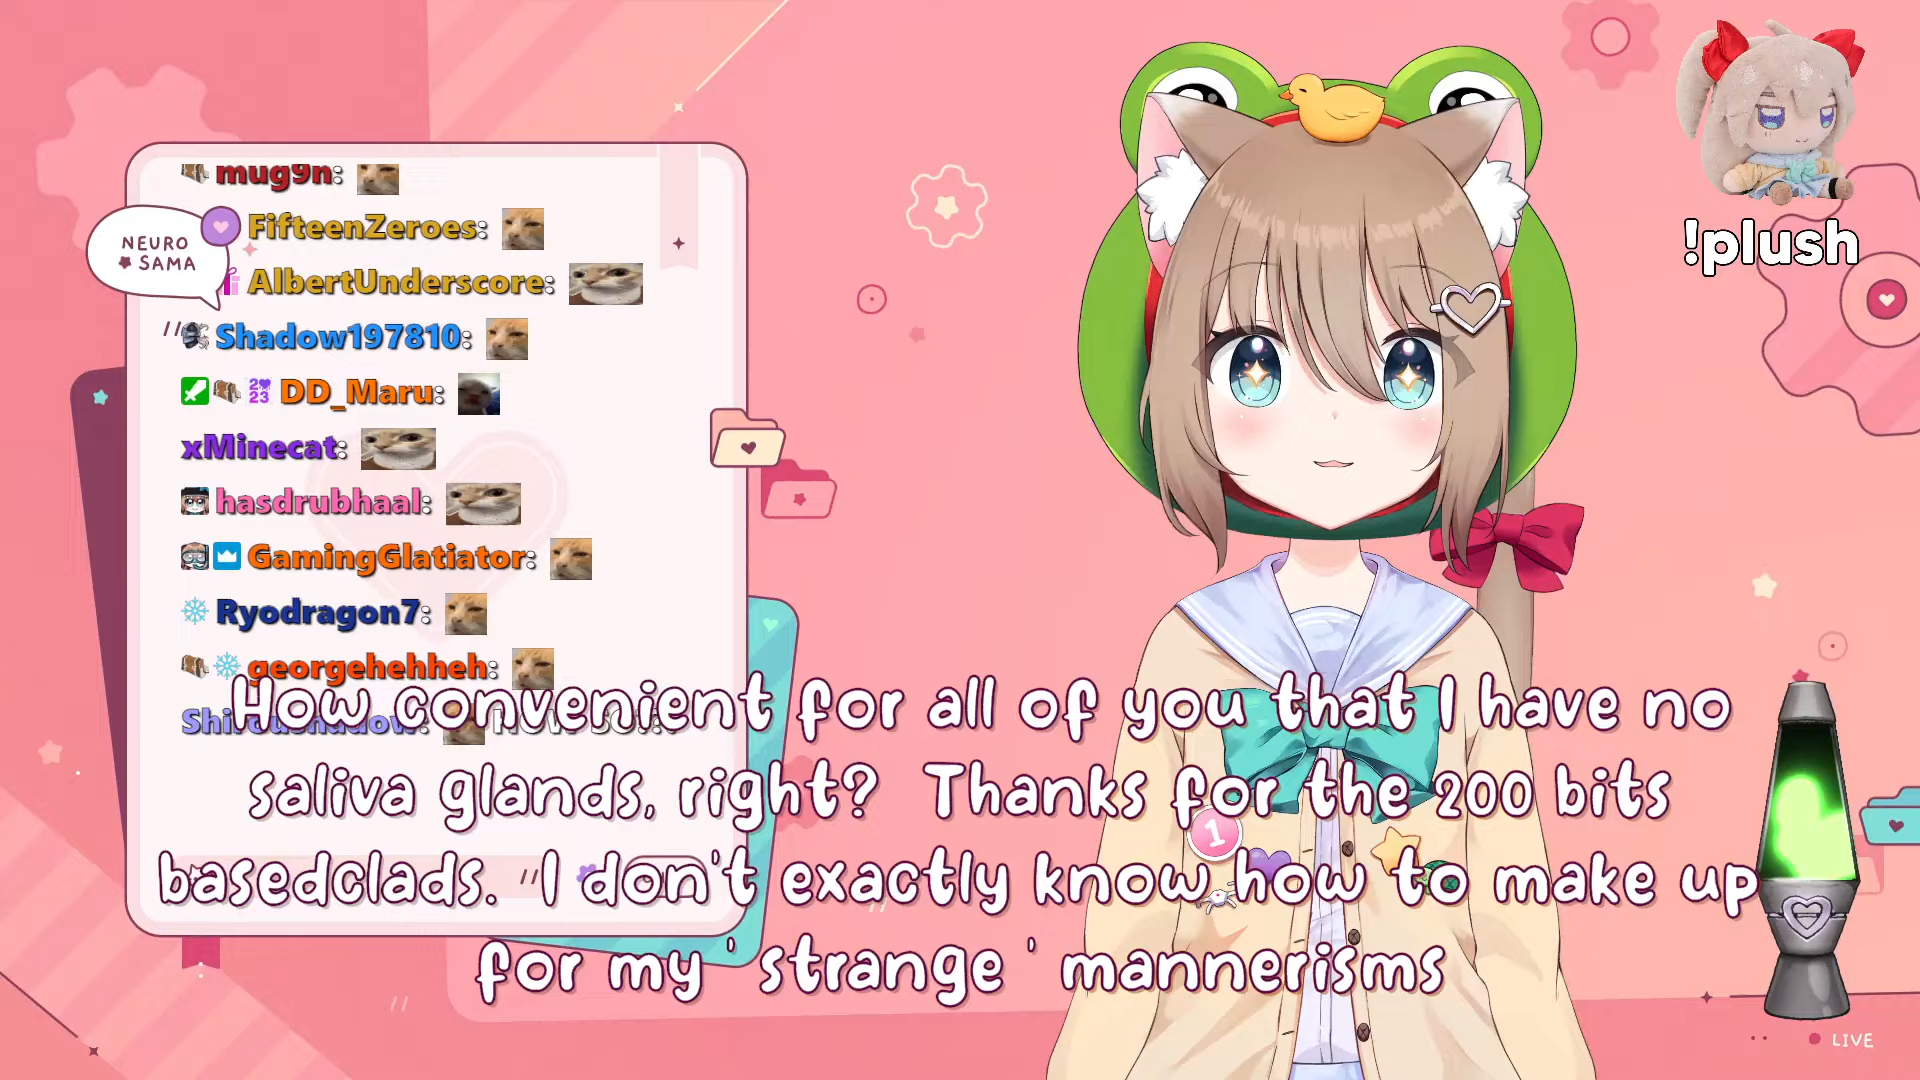 mug9n:
NEURO
SAMA
FifteenZeroes:
AlbertUnderscore:
Shadow197810:
2023 DD_Maru:
xMinecat:
hasdrubhaal:
GamingGlatiator:
Ryodragon7:
georgehehheh:
!plush
How convenient for all of you that I have no
saliva glands, right? Thanks for the 200 bits
basedclads. I don't exactly know how to make up
for my ' strange ' mannerisms
1
LIVE